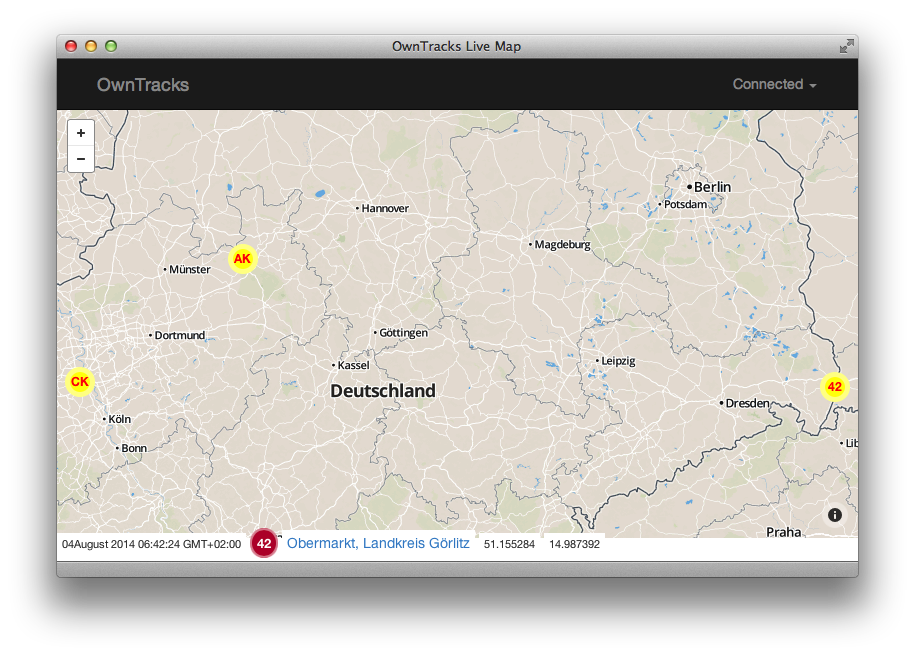 OwnTracks Live Map
OwnTracks
Connected
+
−
Berlin
Potsdam
Hannover
Magdeburg
AK
Münster
Dortmund
Göttingen
Kassel
Leipzig
CK
Deutschland
42
Dresden
Köln
Bonn
Lib
i
Praha
04August 2014 06:42:24 GMT+02:00 42 Obermarkt, Landkreis Görlitz 51.155284 14.987392